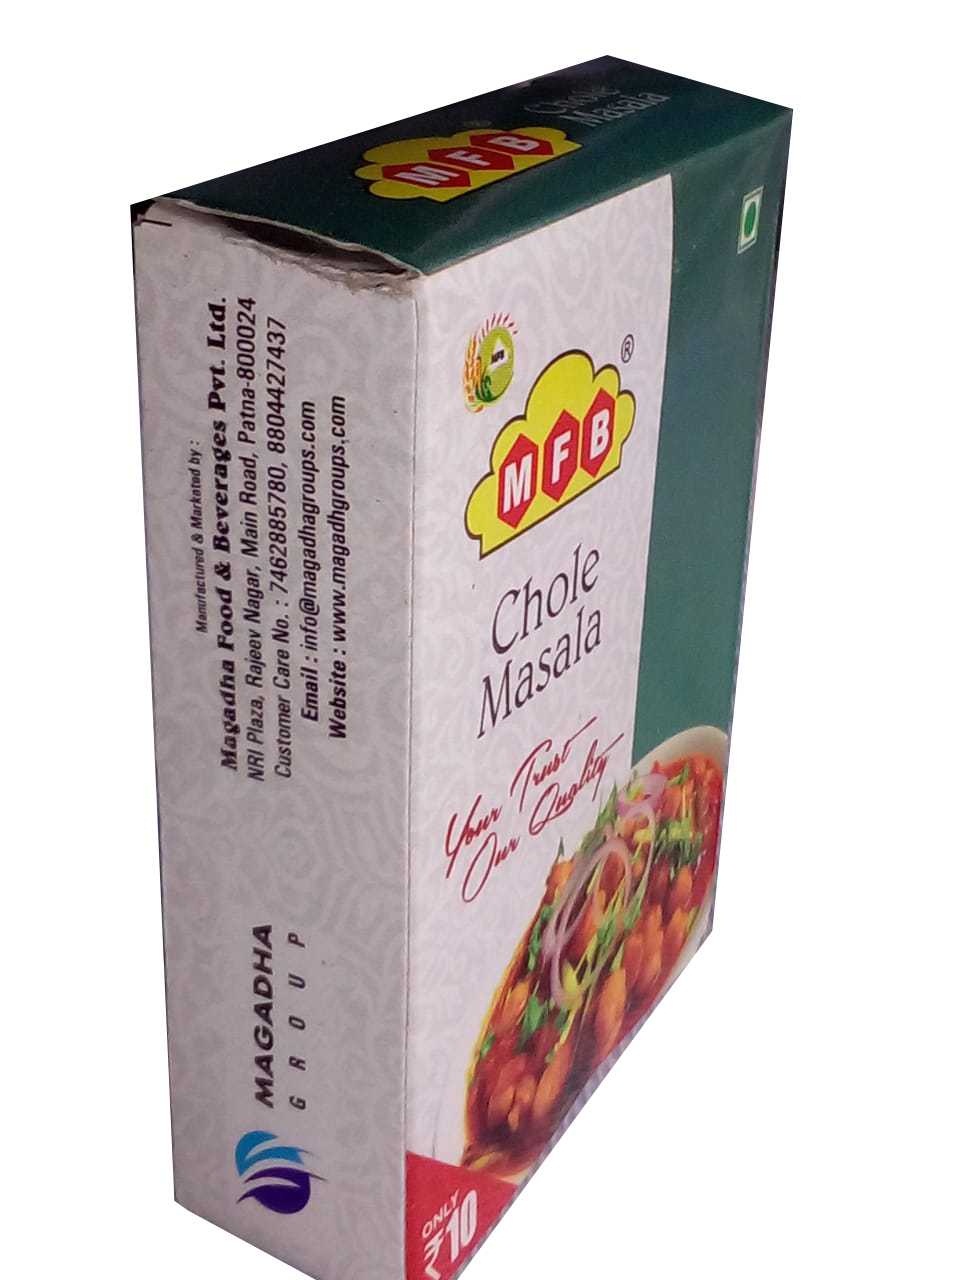 MFB
®
Chole
Masala
MFB
MFB
®
Chole
Masala
Your Trust
Our Quality
ONLY
₹10
Manufactured & Marketed by :
Magadha Food & Beverages Pvt. Ltd.
NRI Plaza, Rajeev Nagar, Main Road, Patna-800024
Customer Care No. : 7462885780, 8804427437
Email : info@magadhagroups.com
Website : www.magadhgroups.com
MAGADHA
GROUP